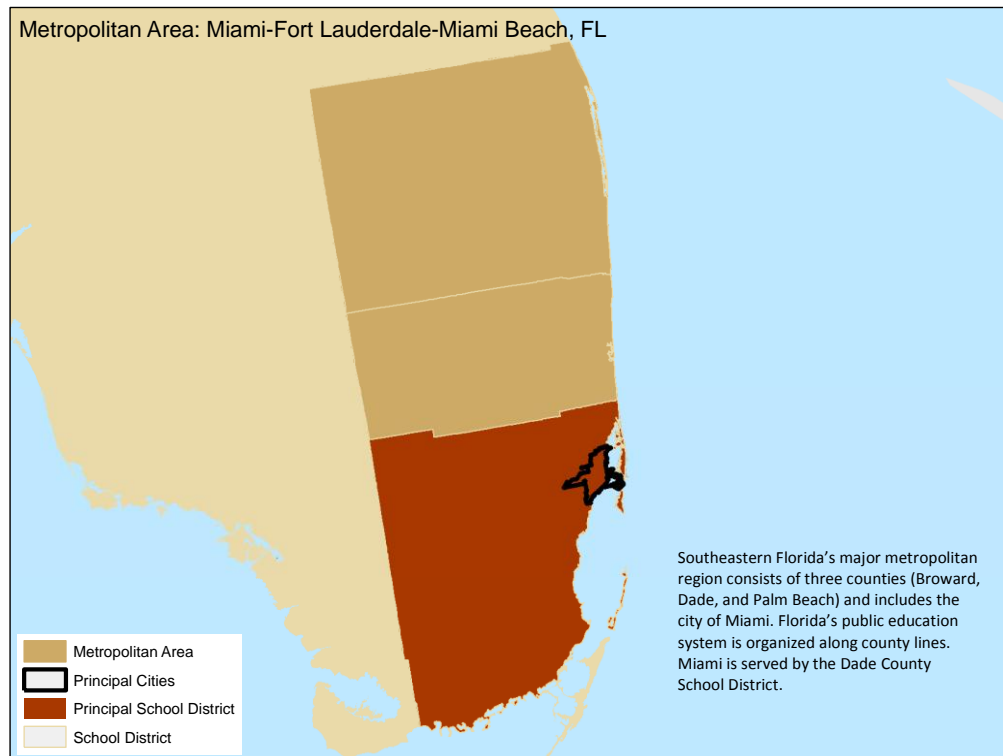 Metropolitan Area: Miami-Fort Lauderdale-Miami Beach, FL
Southeastern Florida’s major metropolitan
region consists of three counties (Broward,
Dade, and Palm Beach) and includes the
city of Miami. Florida’s public education
system is organized along county lines.
Miami is served by the Dade County
School District.
Metropolitan Area
Principal Cities
Principal School District
School District